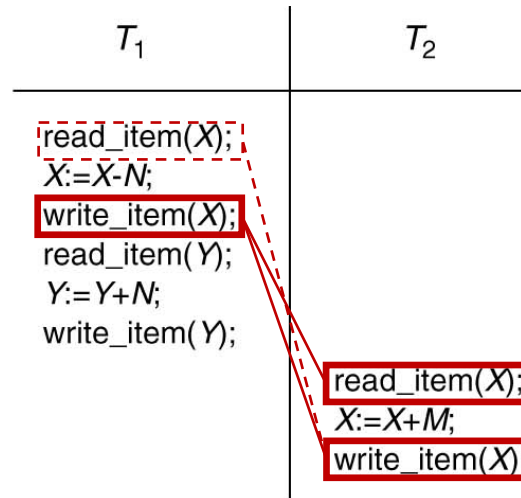 T1 T2
read_item(X);
X:=X-N;
write_item(X);
read_item(Y);
Y:=Y+N;
write_item(Y);
read_item(X);
X:=X+M;
write_item(X)